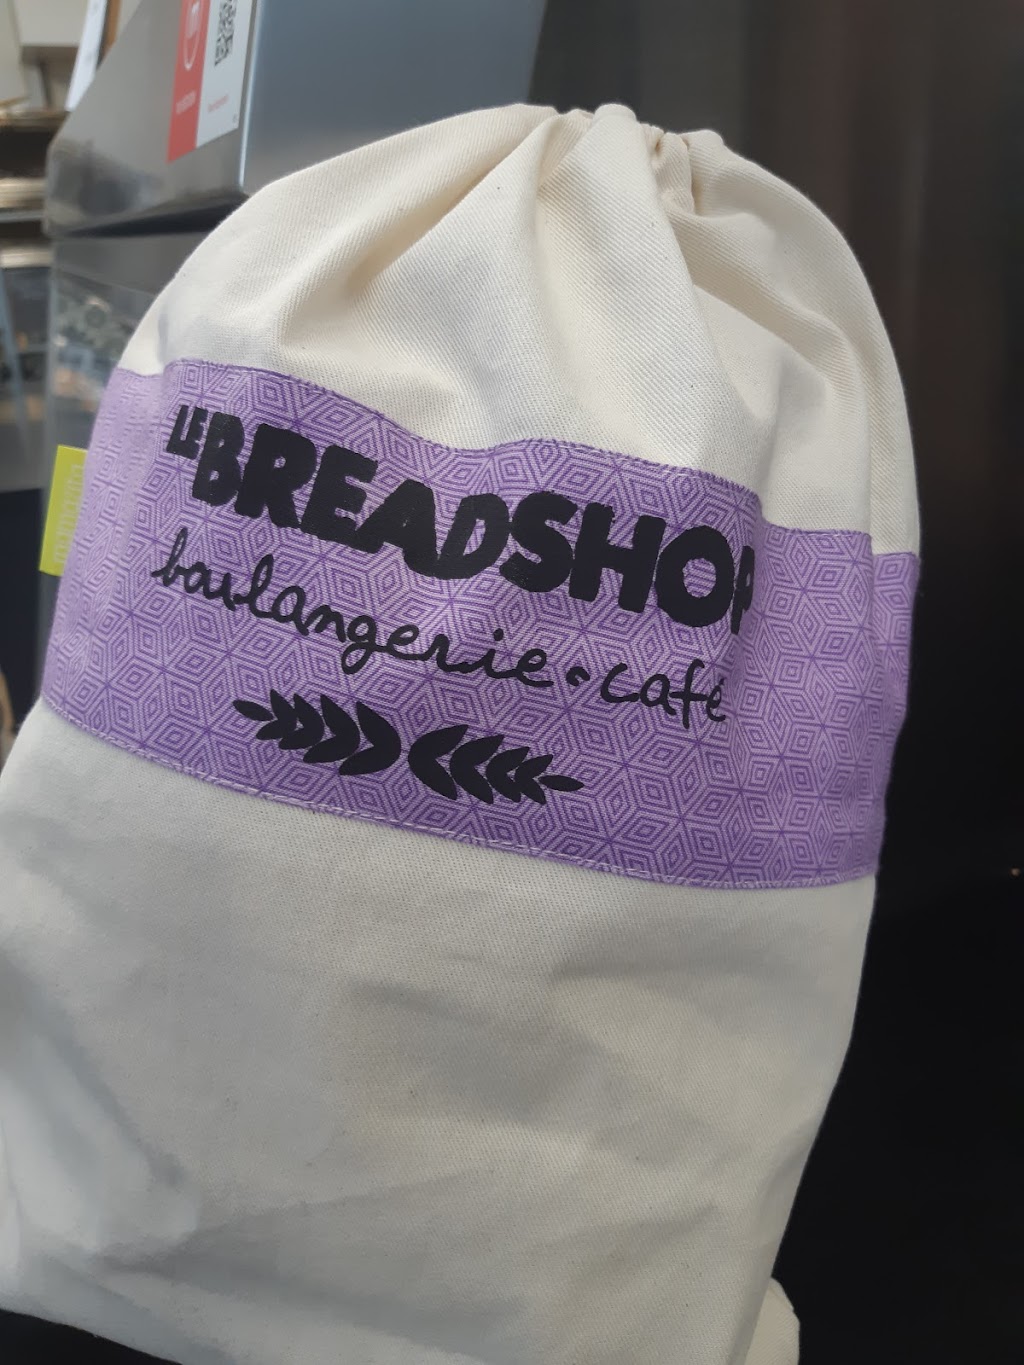 LE BREADSHOP
boulangerie • café